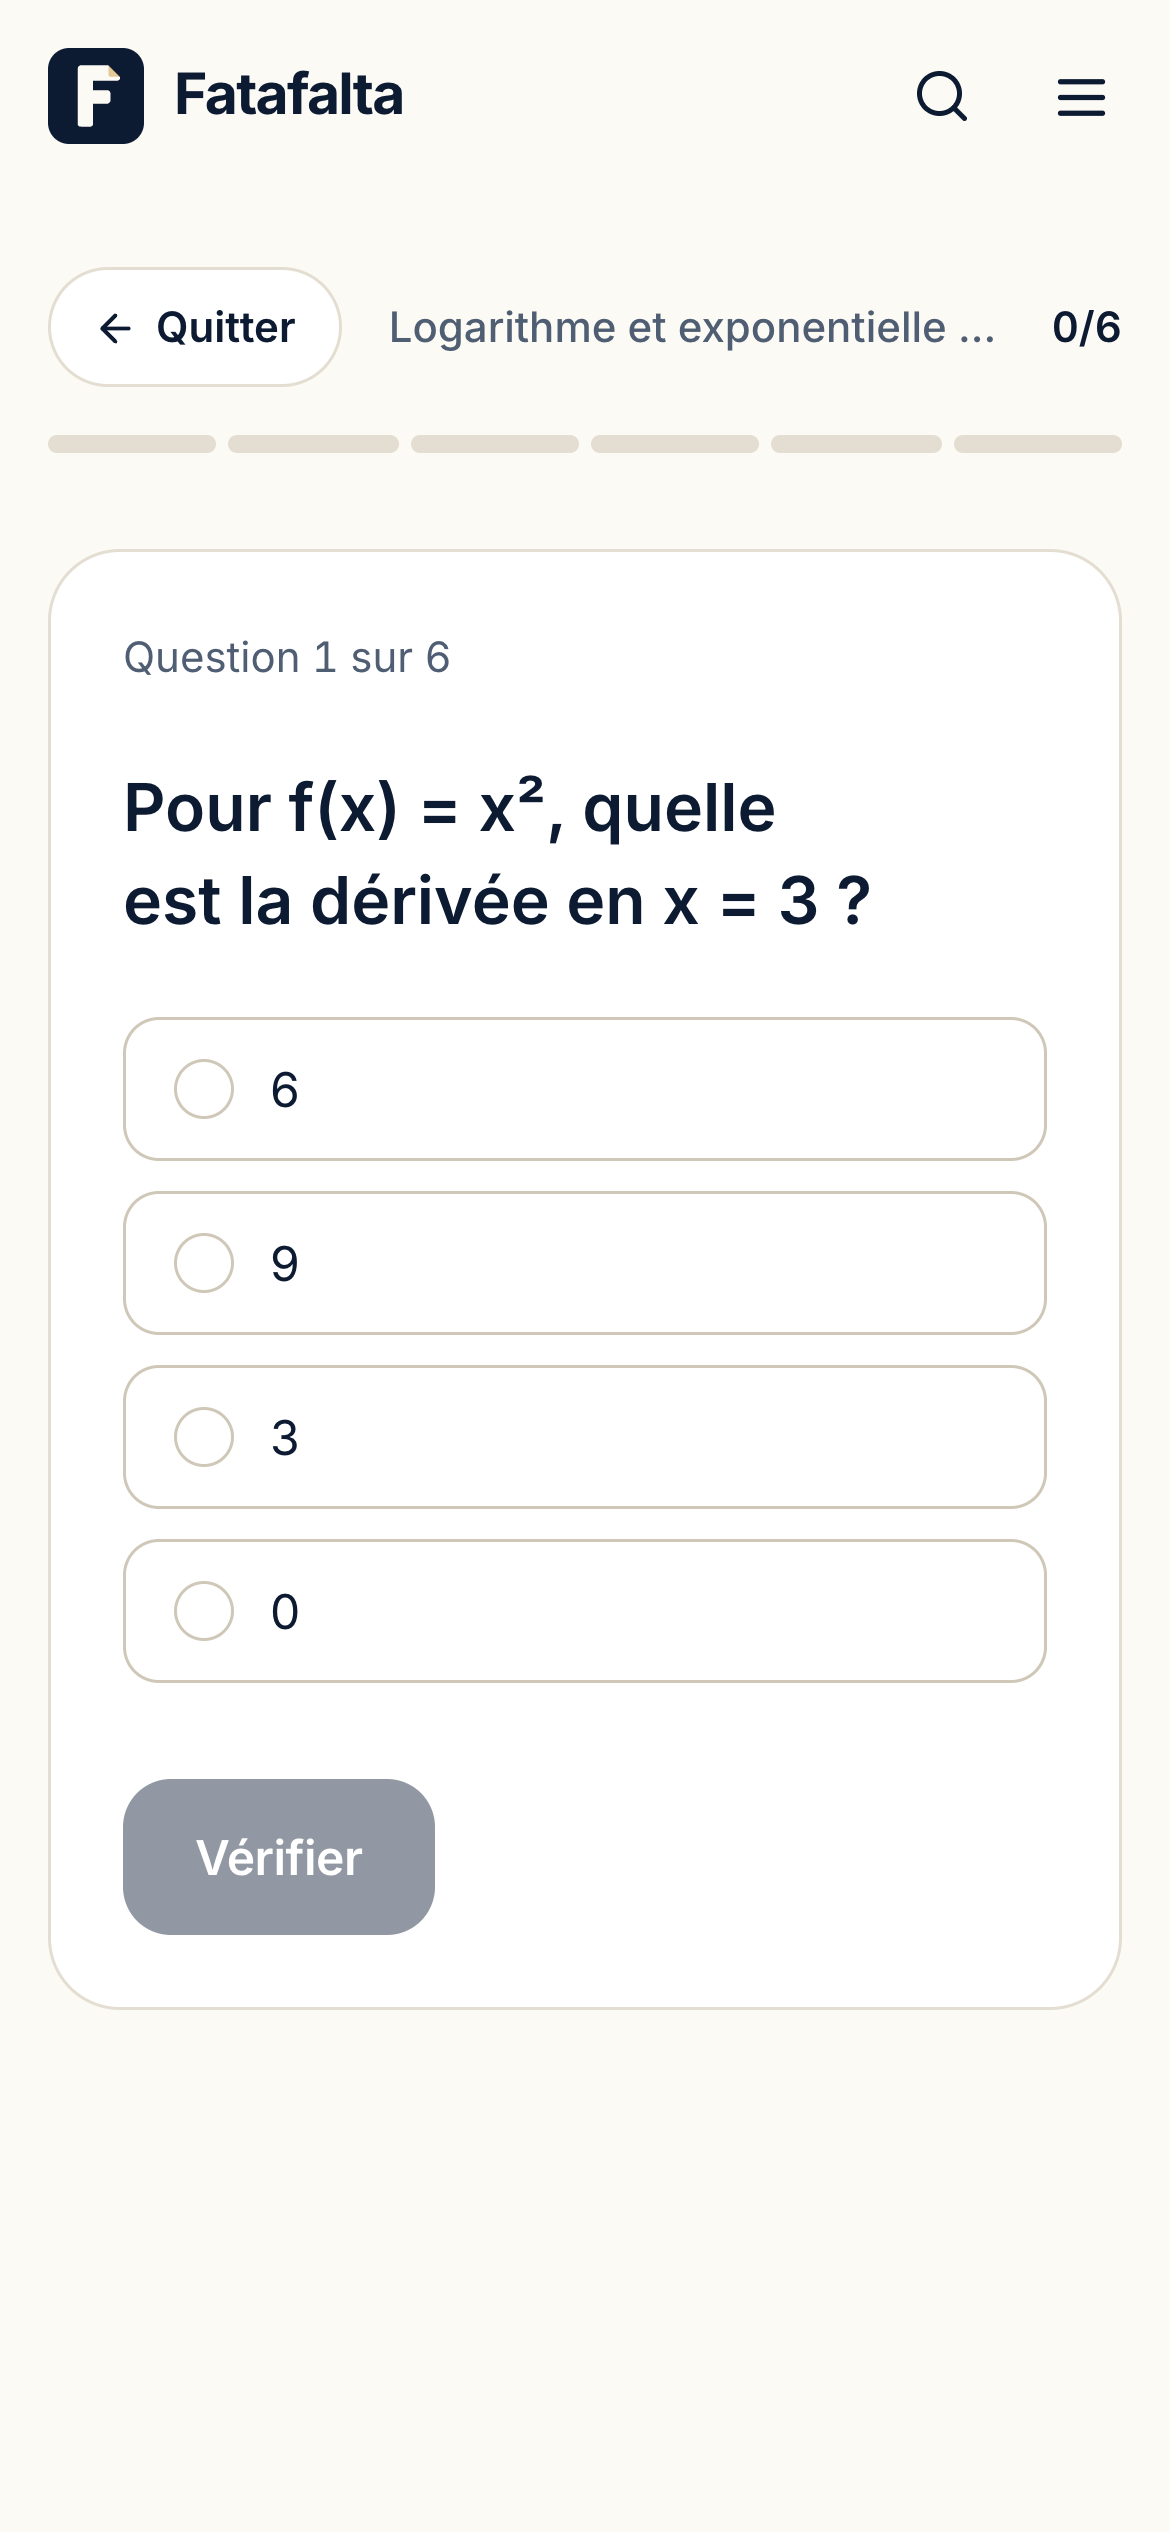 Fatafalta
Quitter
Logarithme et exponentielle ...
0/6
Question 1 sur 6
Pour f(x) = x², quelle
est la dérivée en x = 3 ?
6
9
3
0
Vérifier